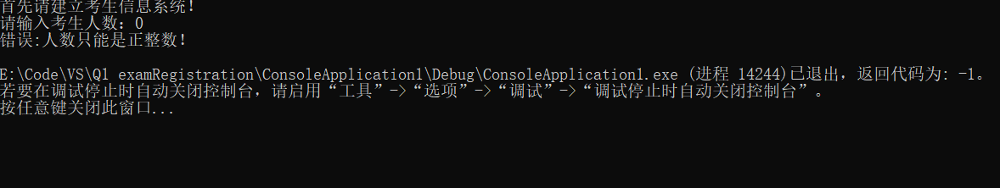 首先请建立考生信息系统!
请输入考生人数: 0
错误:人数只能是正整数!
E:\Code\VS\Q1 examRegistration\ConsoleApplication1\Debug\ConsoleApplication1.exe (进程 14244)已退出，返回代码为: -1。
若要在调试停止时自动关闭控制台，请启用“工具”->“选项”->“调试”->“调试停止时自动关闭控制台”。
按任意键关闭此窗口...